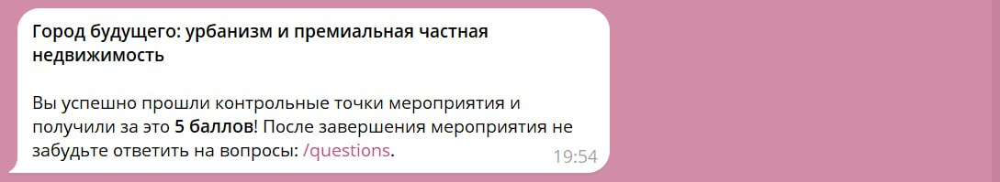 Город будущего: урбанизм и премиальная частная
недвижимость
Вы успешно прошли контрольные точки мероприятия и
получили за это 5 баллов! После завершения мероприятия не
забудьте ответить на вопросы: /questions.
19:54